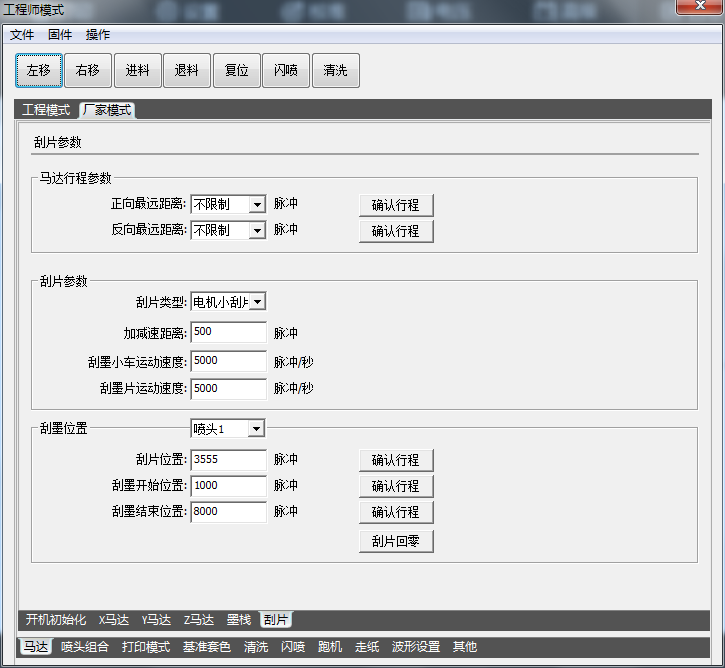 工程师模式
文件 固件 操作
左移 右移 进料 退料 复位 闪喷 清洗
工程模式 厂家模式
刮片参数
马达行程参数
正向最远距离: 不限制 脉冲 确认行程
反向最远距离: 不限制 脉冲 确认行程
刮片参数
刮片类型: 电机小刮片
加减速距离: 500 脉冲
刮墨小车运动速度: 5000 脉冲/秒
刮墨片运动速度: 5000 脉冲/秒
刮墨位置 喷头1
刮片位置: 3555 脉冲 确认行程
刮墨开始位置: 1000 脉冲 确认行程
刮墨结束位置: 8000 脉冲 确认行程
刮片回零
开机初始化 X马达 Y马达 Z马达 墨栈 刮片
马达 喷头组合 打印模式 基准套色 清洗 闪喷 跑机 走纸 波形设置 其他